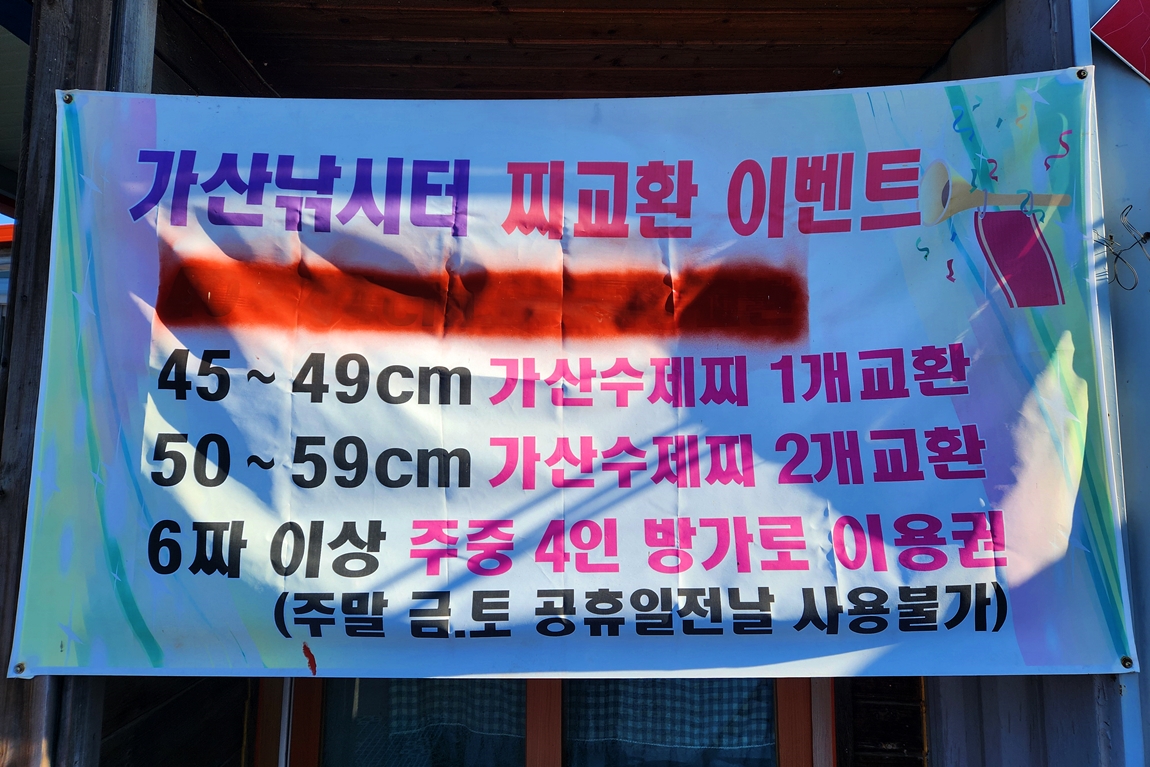 가산낚시터 찌교환 이벤트
45~49cm 가산수제찌 1개교환
50~59cm 가산수제찌 2개교환
6짜 이상 주중 4인 방가로 이용권
(주말 금.토 공휴일전날 사용불가)